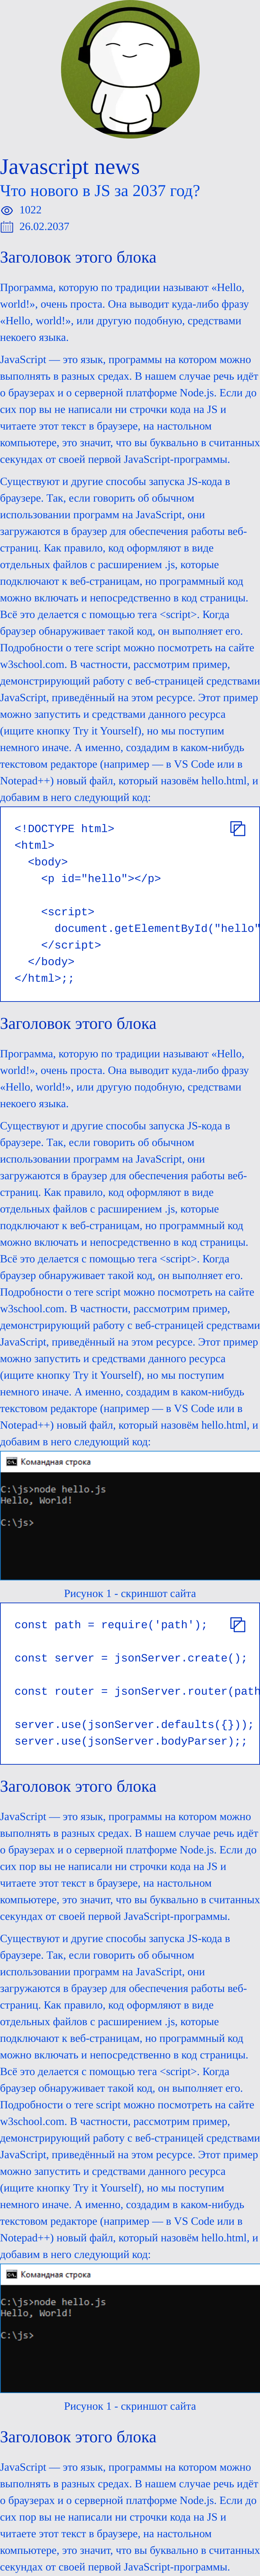 Javascript news
Что нового в JS за 2037 год?
1022
26.02.2037
Заголовок этого блока
Программа, которую по традиции называют «Hello,
world!», очень проста. Она выводит куда-либо фразу
«Hello, world!», или другую подобную, средствами
некоего языка.
JavaScript — это язык, программы на котором можно
выполнять в разных средах. В нашем случае речь идёт
о браузерах и о серверной платформе Node.js. Если до
сих пор вы не написали ни строчки кода на JS и
читаете этот текст в браузере, на настольном
компьютере, это значит, что вы буквально в считанных
секундах от своей первой JavaScript-программы.
Существуют и другие способы запуска JS-кода в
браузере. Так, если говорить об обычном
использовании программ на JavaScript, они
загружаются в браузер для обеспечения работы веб-
страниц. Как правило, код оформляют в виде
отдельных файлов с расширением .js, которые
подключают к веб-страницам, но программный код
можно включать и непосредственно в код страницы.
Всё это делается с помощью тега <script>. Когда
браузер обнаруживает такой код, он выполняет его.
Подробности о теге script можно посмотреть на сайте
w3school.com. В частности, рассмотрим пример,
демонстрирующий работу с веб-страницей средствами
JavaScript, приведённый на этом ресурсе. Этот пример
можно запустить и средствами данного ресурса
(ищите кнопку Try it Yourself), но мы поступим
немного иначе. А именно, создадим в каком-нибудь
текстовом редакторе (например — в VS Code или в
Notepad++) новый файл, который назовём hello.html, и
добавим в него следующий код:
<!DOCTYPE html>
<html>
<body>
<p id="hello"></p>
<script>
document.getElementById("hello"
</script>
</body>
</html>;;
Заголовок этого блока
Программа, которую по традиции называют «Hello,
world!», очень проста. Она выводит куда-либо фразу
«Hello, world!», или другую подобную, средствами
некоего языка.
Существуют и другие способы запуска JS-кода в
браузере. Так, если говорить об обычном
использовании программ на JavaScript, они
загружаются в браузер для обеспечения работы веб-
страниц. Как правило, код оформляют в виде
отдельных файлов с расширением .js, которые
подключают к веб-страницам, но программный код
можно включать и непосредственно в код страницы.
Всё это делается с помощью тега <script>. Когда
браузер обнаруживает такой код, он выполняет его.
Подробности о теге script можно посмотреть на сайте
w3school.com. В частности, рассмотрим пример,
демонстрирующий работу с веб-страницей средствами
JavaScript, приведённый на этом ресурсе. Этот пример
можно запустить и средствами данного ресурса
(ищите кнопку Try it Yourself), но мы поступим
немного иначе. А именно, создадим в каком-нибудь
текстовом редакторе (например — в VS Code или в
Notepad++) новый файл, который назовём hello.html, и
добавим в него следующий код:
Командная строка
C:\js>node hello.js
Hello, World!
C:\js>
Рисунок 1 - скриншот сайта
const path = require('path');
const server = jsonServer.create();
const router = jsonServer.router(path
server.use(jsonServer.defaults({}));
server.use(jsonServer.bodyParser);;
Заголовок этого блока
JavaScript — это язык, программы на котором можно
выполнять в разных средах. В нашем случае речь идёт
о браузерах и о серверной платформе Node.js. Если до
сих пор вы не написали ни строчки кода на JS и
читаете этот текст в браузере, на настольном
компьютере, это значит, что вы буквально в считанных
секундах от своей первой JavaScript-программы.
Существуют и другие способы запуска JS-кода в
браузере. Так, если говорить об обычном
использовании программ на JavaScript, они
загружаются в браузер для обеспечения работы веб-
страниц. Как правило, код оформляют в виде
отдельных файлов с расширением .js, которые
подключают к веб-страницам, но программный код
можно включать и непосредственно в код страницы.
Всё это делается с помощью тега <script>. Когда
браузер обнаруживает такой код, он выполняет его.
Подробности о теге script можно посмотреть на сайте
w3school.com. В частности, рассмотрим пример,
демонстрирующий работу с веб-страницей средствами
JavaScript, приведённый на этом ресурсе. Этот пример
можно запустить и средствами данного ресурса
(ищите кнопку Try it Yourself), но мы поступим
немного иначе. А именно, создадим в каком-нибудь
текстовом редакторе (например — в VS Code или в
Notepad++) новый файл, который назовём hello.html, и
добавим в него следующий код:
Командная строка
C:\js>node hello.js
Hello, World!
C:\js>
Рисунок 1 - скриншот сайта
Заголовок этого блока
JavaScript — это язык, программы на котором можно
выполнять в разных средах. В нашем случае речь идёт
о браузерах и о серверной платформе Node.js. Если до
сих пор вы не написали ни строчки кода на JS и
читаете этот текст в браузере, на настольном
компьютере, это значит, что вы буквально в считанных
секундах от своей первой JavaScript-программы.